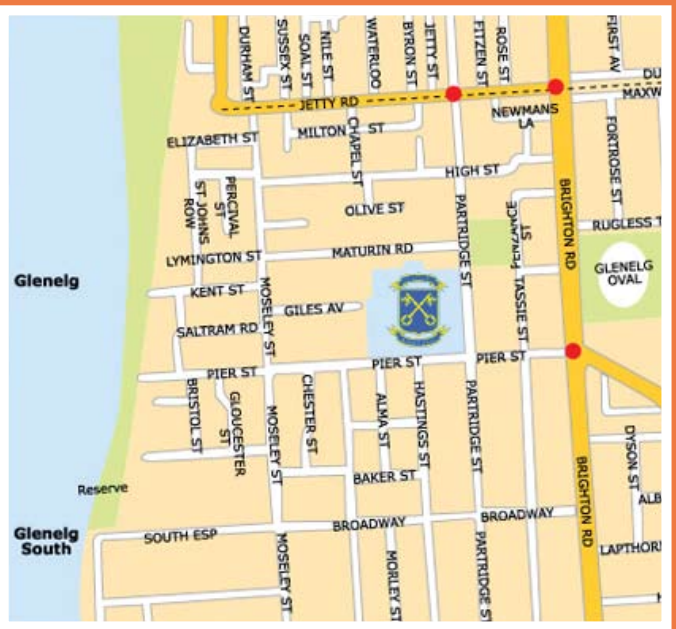 DURHAM ST
SUSSEX ST
SOAL ST
NILE ST
WATERLOO
BYRON ST
JETTY ST
FITZEN ST
ROSE ST
FIRST AV
DU
MAXW
JETTY RD
NEWMANS
LA
ELIZABETH ST
MILTON ST
CHAPEL ST
FORTROSE ST
HIGH ST
ST JOHNS
ROW
PERCIVAL
ST
OLIVE ST
PARTRIDGE ST
PENZANCE
ST
BRIGHTON RD
RUGLESS T
LYMINGTON ST
MATURIN RD
GLENELG
OVAL
Glenelg
KENT ST
MOSELEY ST
GILES AV
TASSIE ST
SALTRAM RD
PIER ST
PIER ST
PIER ST
BRISTOL ST
GLOUCESTER
ST
MOSELEY ST
CHESTER ST
ALMA ST
HASTINGS ST
PARTRIDGE ST
DYSON ST
BAKER ST
BRIGHTON RD
Reserve
ALB
Glenelg
South
SOUTH ESP
BROADWAY
BROADWAY
LAPTHOR
MOSELEY ST
MORLEY ST
PARTRIDGE ST